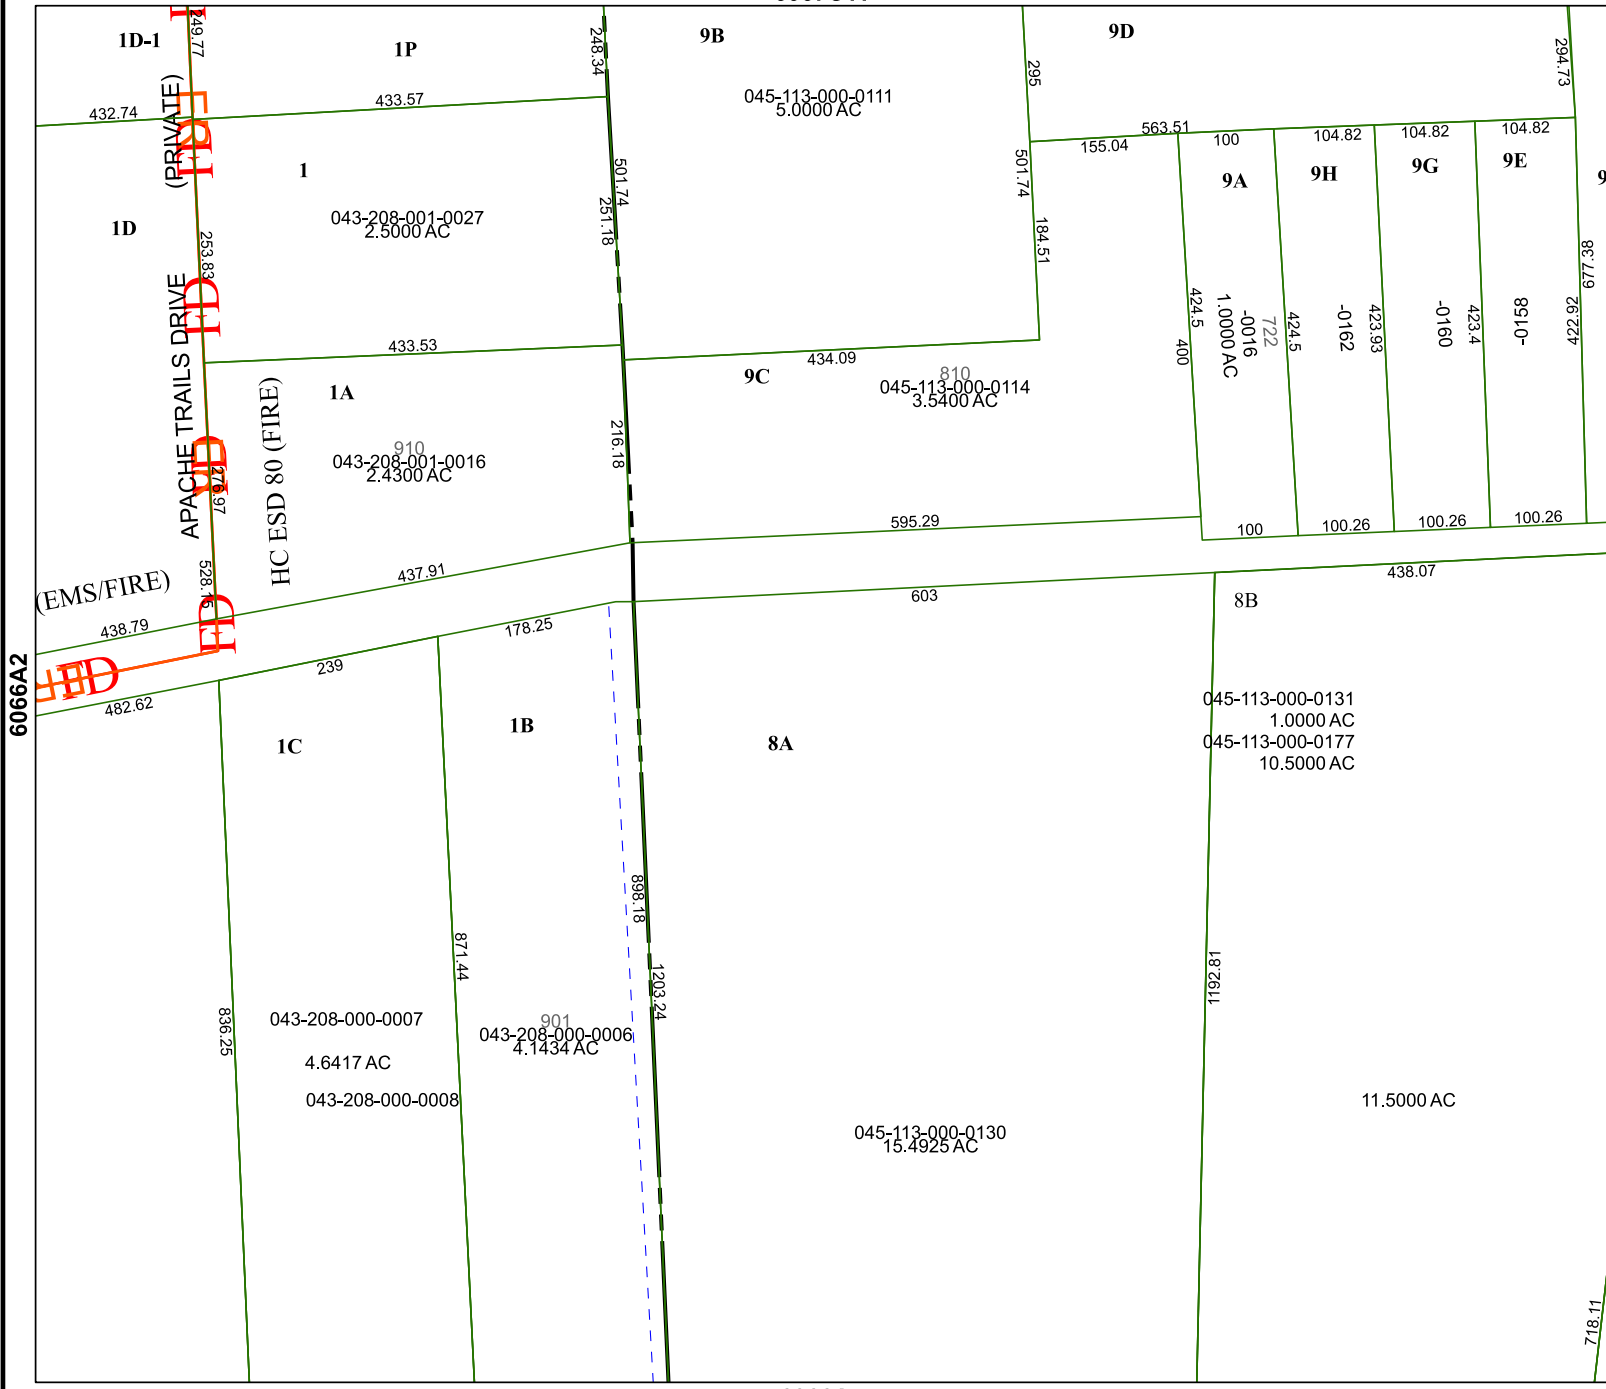 1D-1
249.77
1P
248.34
9B
9D
295
294.73
432.74
433.57
045-113-000-0111
5.0000 AC
(PRIVATE)
563.51
155.04
100
104.82
104.82
104.82
1
9A
9H
9G
9E
9
501.74
251.18
501.74
184.51
043-208-001-0027
2.5000 AC
1D
253.83
677.38
APACHE TRAILS DRIVE
424.5
400
722
-0016
1.0000 AC
424.5
-0162
423.93
-0160
423.4
-0158
422.92
433.53
434.09
1A
9C
810
045-113-000-0114
3.5400 AC
HC ESD 80 (FIRE)
216.18
910
043-208-001-0016
2.4300 AC
276.97
595.29
100
100.26
100.26
100.26
528.15
437.91
(EMS/FIRE)
438.07
603
8B
438.79
178.25
239
6066A2
482.62
1C
1B
8A
045-113-000-0131
1.0000 AC
045-113-000-0177
10.5000 AC
898.18
871.44
1203.24
1192.81
836.25
043-208-000-0007
4.6417 AC
043-208-000-0008
901
043-208-000-0006
4.1434 AC
045-113-000-0130
15.4925 AC
11.5000 AC
718.11